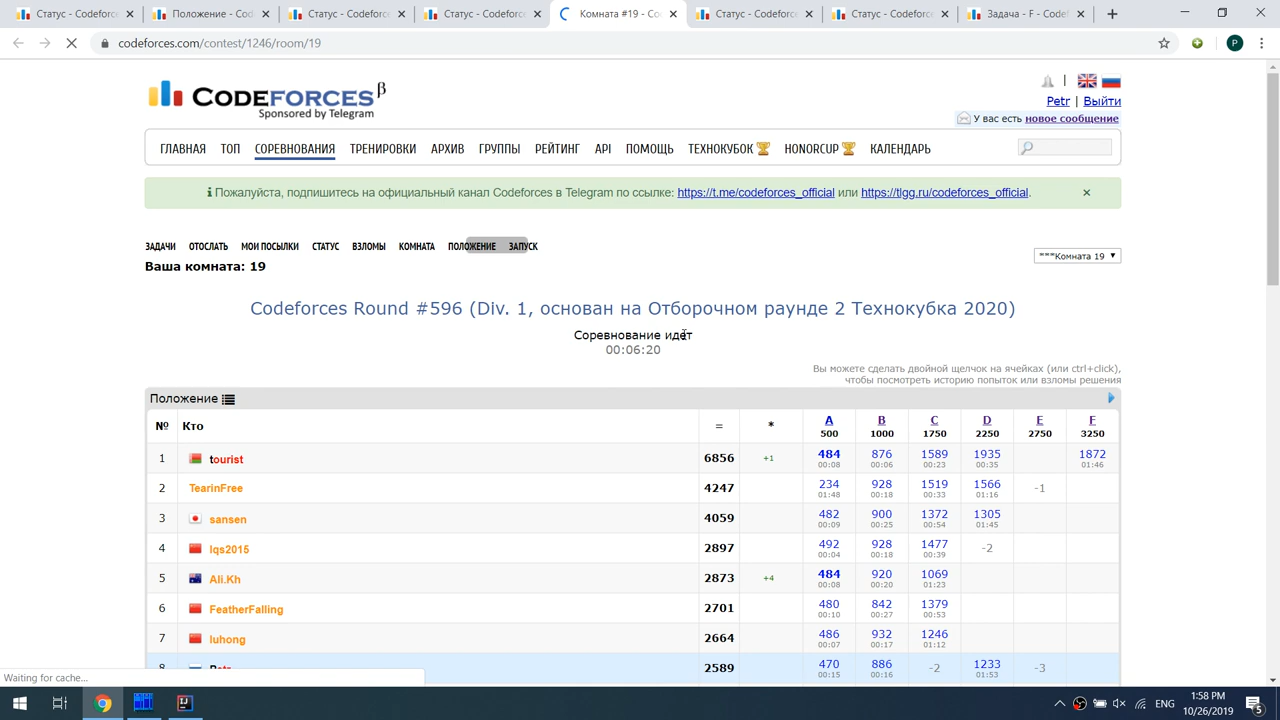 Статус - Codeforces
Положение - Codeforc
Статус - Codeforces
Статус - Codeforces
Комната #19 - Co
Статус - Codeforces
Статус - Codeforces
Задача - F - Codef
codeforces.com/contest/1246/room/19
P
CODEFORCES β
Sponsored by Telegram
Petr | Выйти
У вас есть новое сообщение
ГЛАВНАЯ ТОП СОРЕВНОВАНИЯ ТРЕНИРОВКИ АРХИВ ГРУППЫ РЕЙТИНГ API ПОМОЩЬ ТЕХНОКУБОК HONORCUP КАЛЕНДАРЬ
Пожалуйста, подпишитесь на официальный канал Codeforces в Telegram по ссылке: https://t.me/codeforces_official или https://tlgg.ru/codeforces_official.
ЗАДАЧИ ОТОСЛАТЬ МОИ ПОСЫЛКИ СТАТУС ВЗЛОМЫ КОМНАТА ПОЛОЖЕНИЕ ЗАПУСК
***Комната 19
Ваша комната: 19
Codeforces Round #596 (Div. 1, основан на Отборочном раунде 2 Технокубка 2020)
Соревнование идёт
00:06:20
Вы можете сделать двойной щелчок на ячейках (или ctrl+click),
чтобы посмотреть историю попыток или взломы решения
Положение
№ Кто = * A B C D E F
500 1000 1750 2250 2750 3250
1 tourist 6856 +1 484 876 1589 1935 1872
00:08 00:06 00:23 00:35 01:46
2 TearinFree 4247 234 928 1519 1566 -1
01:48 00:18 00:33 01:16
3 sansen 4059 482 900 1372 1305
00:09 00:25 00:54 01:45
4 lqs2015 2897 492 928 1477 -2
00:04 00:18 00:39
5 Ali.Kh 2873 +4 484 920 1069
00:08 00:20 01:23
6 FeatherFalling 2701 480 842 1379
00:10 00:27 00:53
7 luhong 2664 486 932 1246
00:07 00:17 01:12
8 Petr 2589 470 886 -2 1233 -3
00:15 00:16 01:53
Waiting for cache...
ENG
1:58 PM
10/26/2019
5